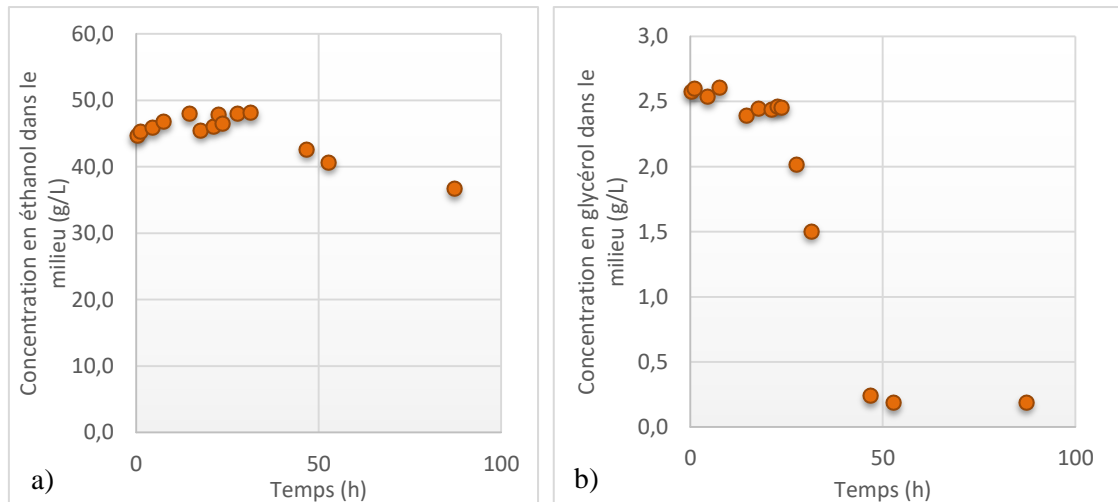 Concentration en éthanol dans le
milieu (g/L)
60,0
50,0
40,0
30,0
20,0
10,0
0,0
0
50
100
Temps (h)
a)
Concentration en glycérol dans le
milieu (g/L)
3,0
2,5
2,0
1,5
1,0
0,5
0,0
0
50
100
Temps (h)
b)